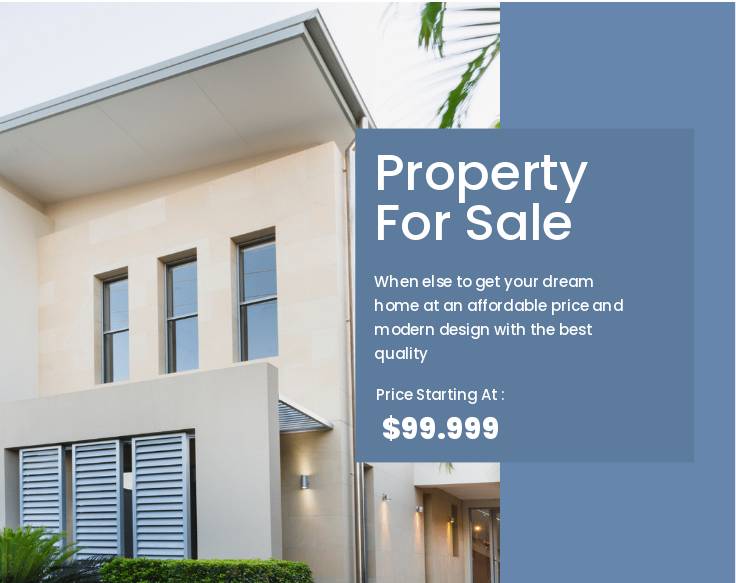 Property
For Sale
When else to get your dream
home at an affordable price and
modern design with the best
quality
Price Starting At :
$99.999